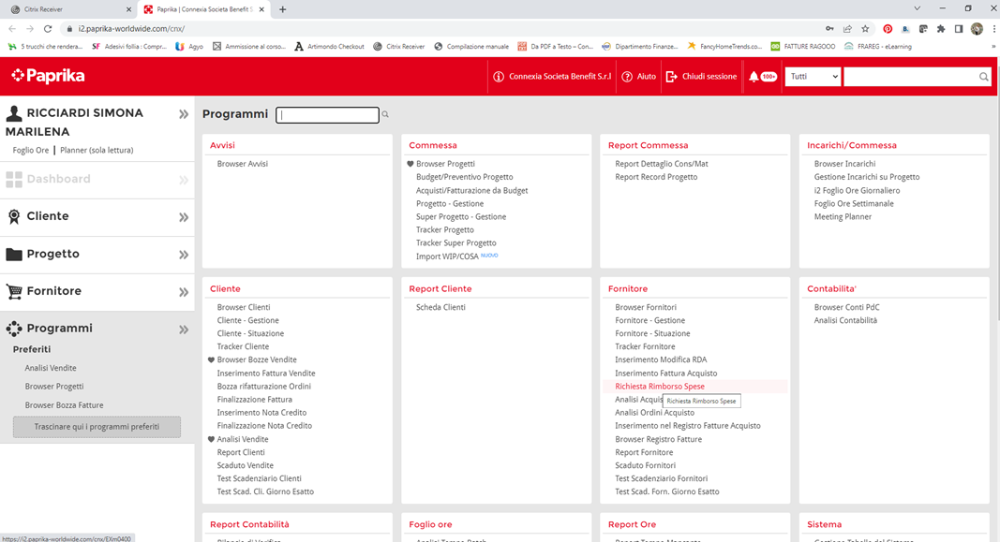 Citrix Receiver
Paprika | Connexia Societa Benefit S
i2.paprika-worldwide.com/cnx/
5 trucchi che rendera...
Adesivi follia : Compr...
Agyo
Ammissione al corso...
Artimondo Checkout
Citrix Receiver
Compilazione manuale
Da PDF a Testo – Con...
Dipartimento Finanze...
FancyHomeTrends.co...
FATTURE RAGOOO
FRAREG • eLearning
Paprika
Connexia Societa Benefit S.r.l
Aiuto
Chiudi sessione
100+
Tutti
RICCIARDI SIMONA
MARILENA
Foglio Ore | Planner (sola lettura)
Dashboard
Cliente
Progetto
Fornitore
Programmi
Preferiti
Analisi Vendite
Browser Progetti
Browser Bozza Fatture
Trascinare qui i programmi preferiti
Programmi
Avvisi
Browser Avvisi
Commessa
Browser Progetti
Budget/Preventivo Progetto
Acquisti/Fatturazione da Budget
Progetto - Gestione
Super Progetto - Gestione
Tracker Progetto
Tracker Super Progetto
Import WIP/COSA NUOVO
Report Commessa
Report Dettaglio Cons/Mat
Report Record Progetto
Incarichi/Commessa
Browser Incarichi
Gestione Incarichi su Progetto
i2 Foglio Ore Giornaliero
Foglio Ore Settimanale
Meeting Planner
Cliente
Browser Clienti
Cliente - Gestione
Cliente - Situazione
Tracker Cliente
Browser Bozze Vendite
Inserimento Fattura Vendite
Bozza rifatturazione Ordini
Finalizzazione Fattura
Inserimento Nota Credito
Finalizzazione Nota Credito
Analisi Vendite
Report Clienti
Scaduto Vendite
Test Scadenziario Clienti
Test Scad. Cli. Giorno Esatto
Report Cliente
Scheda Clienti
Fornitore
Browser Fornitori
Fornitore - Gestione
Fornitore - Situazione
Tracker Fornitore
Inserimento Modifica RDA
Inserimento Fattura Acquisto
Richiesta Rimborso Spese
Analisi Acquis
Richiesta Rimborso Spese
Analisi Ordini Acquisto
Inserimento nel Registro Fatture Acquisto
Browser Registro Fatture
Report Fornitore
Scaduto Fornitori
Test Scadenziario Fornitori
Test Scad. Forn. Giorno Esatto
Contabilita'
Browser Conti PdC
Analisi Contabilità
Report Contabilità
Bilancio di Verifica
Foglio ore
Report Ore
Sistema
https://i2.paprika-worldwide.com/cnx/EXm0400